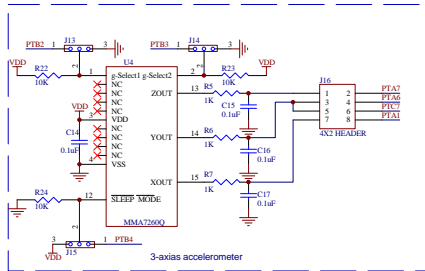 PTB2 1 J13 3 PTB3 1 J14 3
2 2
VDD R22 10K U4 R23 10K VDD
1 g-Select1 g-Select2 2
NC ZOUT 13 R5 1K
NC
NC
VDD 3 VDD
C14 0.1uF
NC YOUT 14 R6 1K
NC
NC
4 VSS
XOUT 15 R7 1K
C15 0.1uF
C16 0.1uF
C17 0.1uF
J16
1 2 PTA7
3 4 PTA6
5 6 PTC7
7 8 PTA1
4X2 HEADER
R24 10K 12 SLEEP MODE
MMA7260Q
2
3 1 PTB4
VDD J15
3-axias accelerometer